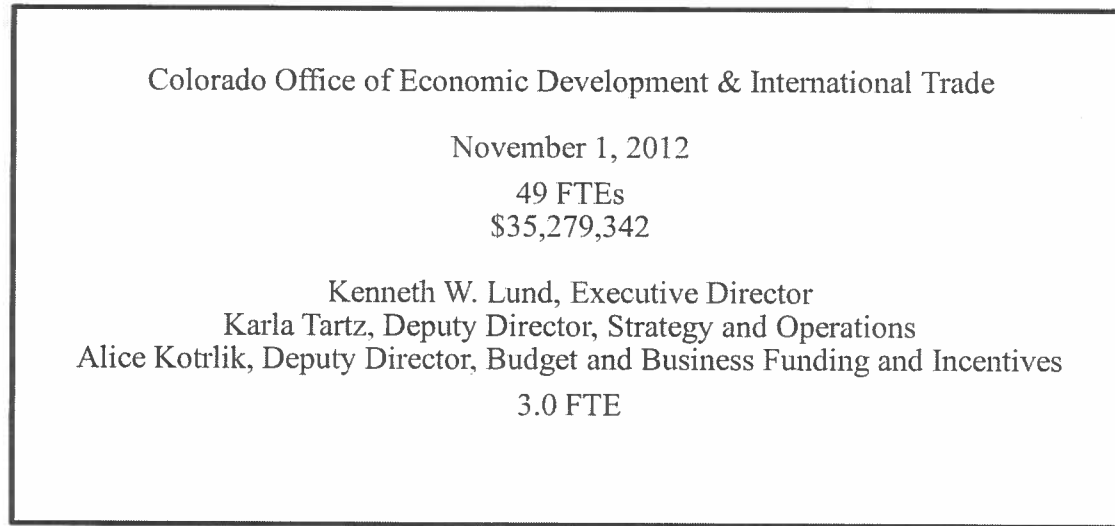 Colorado Office of Economic Development & International Trade
November 1, 2012
49 FTEs
$35,279,342
Kenneth W. Lund, Executive Director
Karla Tartz, Deputy Director, Strategy and Operations
Alice Kotrlik, Deputy Director, Budget and Business Funding and Incentives
3.0 FTE